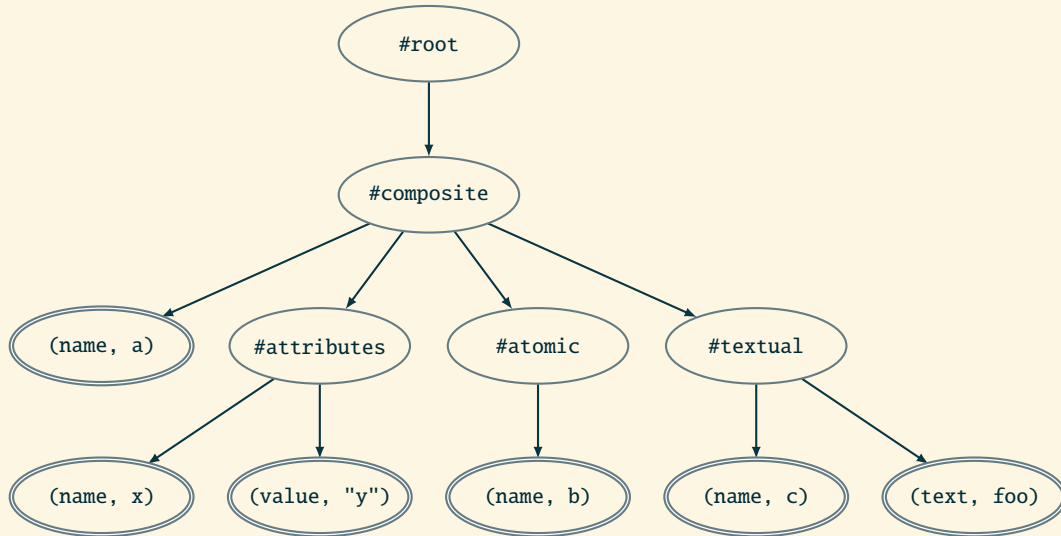 #root
#composite
(name, a)
#attributes
#atomic
#textual
(name, x)
(value, "y")
(name, b)
(name, c)
(text, foo)